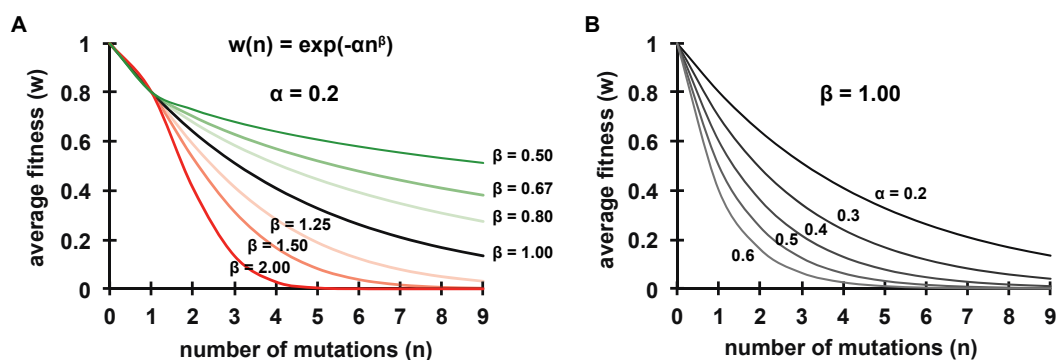 A
w(n) = exp(-αnᵝ)
α = 0.2
average fitness (w)
1
0.8
0.6
0.4
0.2
0
β = 0.50
β = 0.67
β = 0.80
β = 1.00
β = 1.25
β = 1.50
β = 2.00
0 1 2 3 4 5 6 7 8 9
number of mutations (n)
B
β = 1.00
average fitness (w)
1
0.8
0.6
0.4
0.2
0
α = 0.2
0.3
0.4
0.5
0.6
0 1 2 3 4 5 6 7 8 9
number of mutations (n)